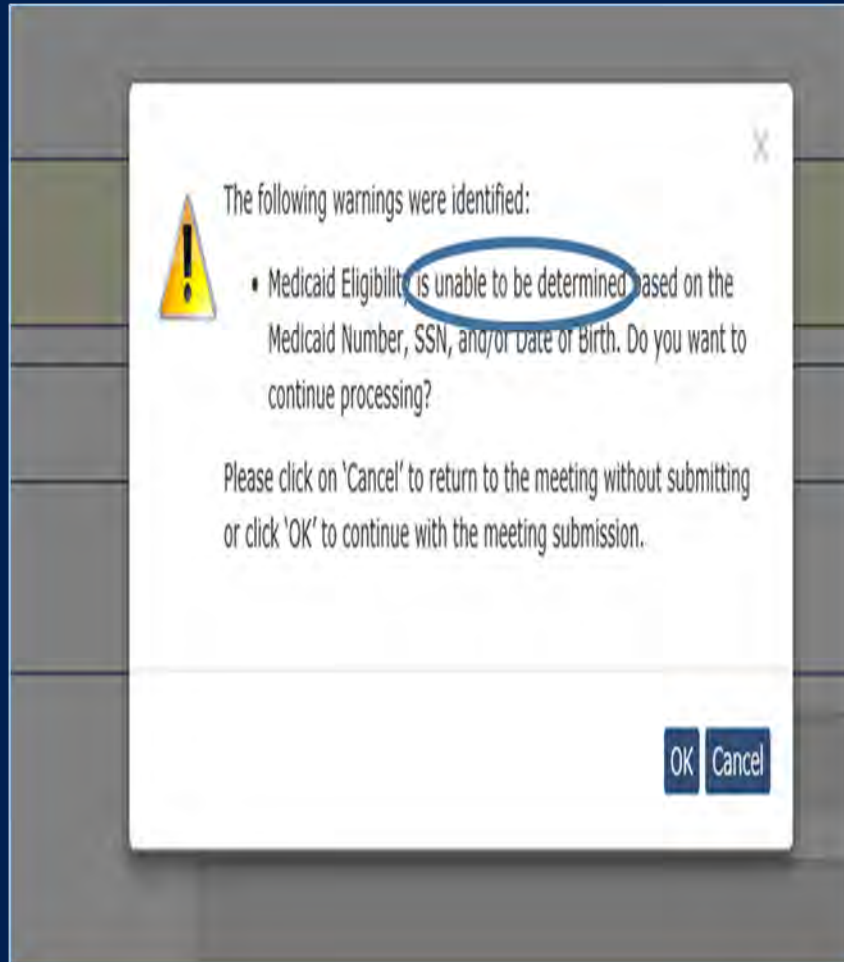 X
The following warnings were identified:
• Medicaid Eligibility is unable to be determined based on the
Medicaid Number, SSN, and/or Date of Birth. Do you want to
continue processing?
Please click on ‘Cancel’ to return to the meeting without submitting
or click ‘OK’ to continue with the meeting submission.
OK Cancel